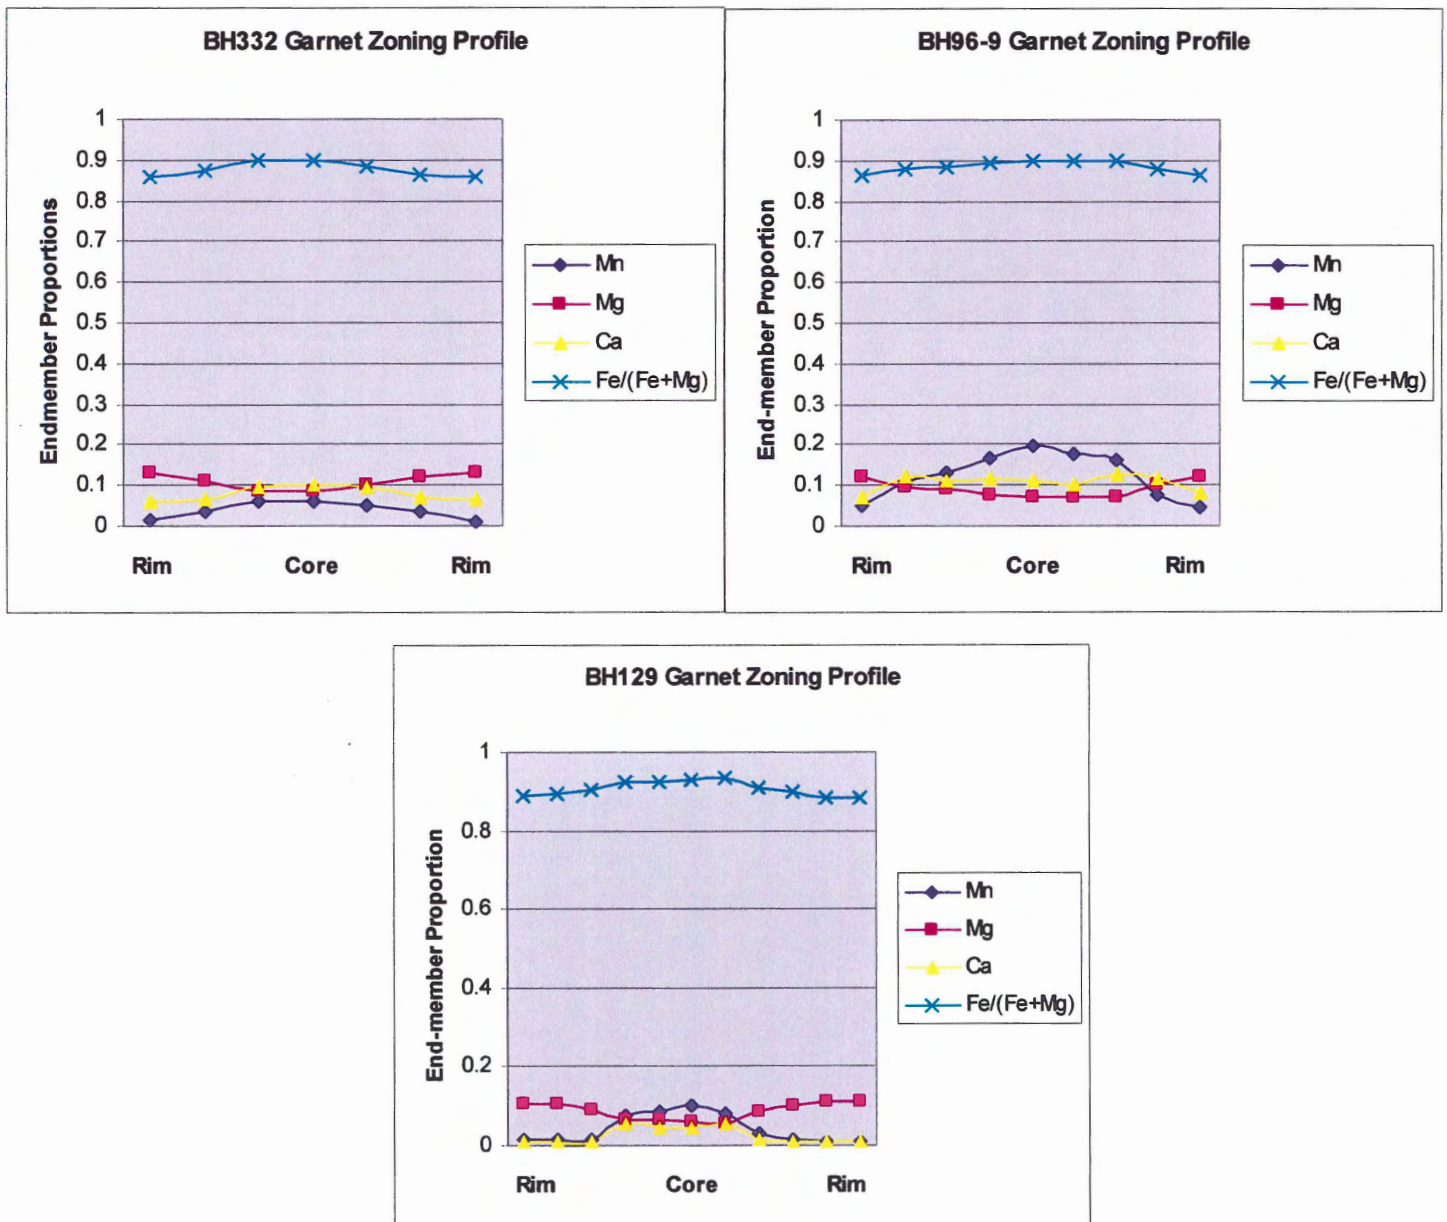 BH332 Garnet Zoning Profile
Endmember Proportions
1
0.9
0.8
0.7
0.6
0.5
0.4
0.3
0.2
0.1
0
Rim Core Rim
Mn
Mg
Ca
Fe/(Fe+Mg)
BH96-9 Garnet Zoning Profile
End-member Proportion
1
0.9
0.8
0.7
0.6
0.5
0.4
0.3
0.2
0.1
0
Rim Core Rim
Mn
Mg
Ca
Fe/(Fe+Mg)
BH129 Garnet Zoning Profile
End-member Proportion
1
0.8
0.6
0.4
0.2
0
Rim Core Rim
Mn
Mg
Ca
Fe/(Fe+Mg)